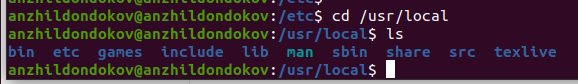 anzhildondokov@anzhildondokov:/etc$ cd /usr/local
anzhildondokov@anzhildondokov:/usr/local$ ls
bin etc games include lib man sbin share src texlive
anzhildondokov@anzhildondokov:/usr/local$